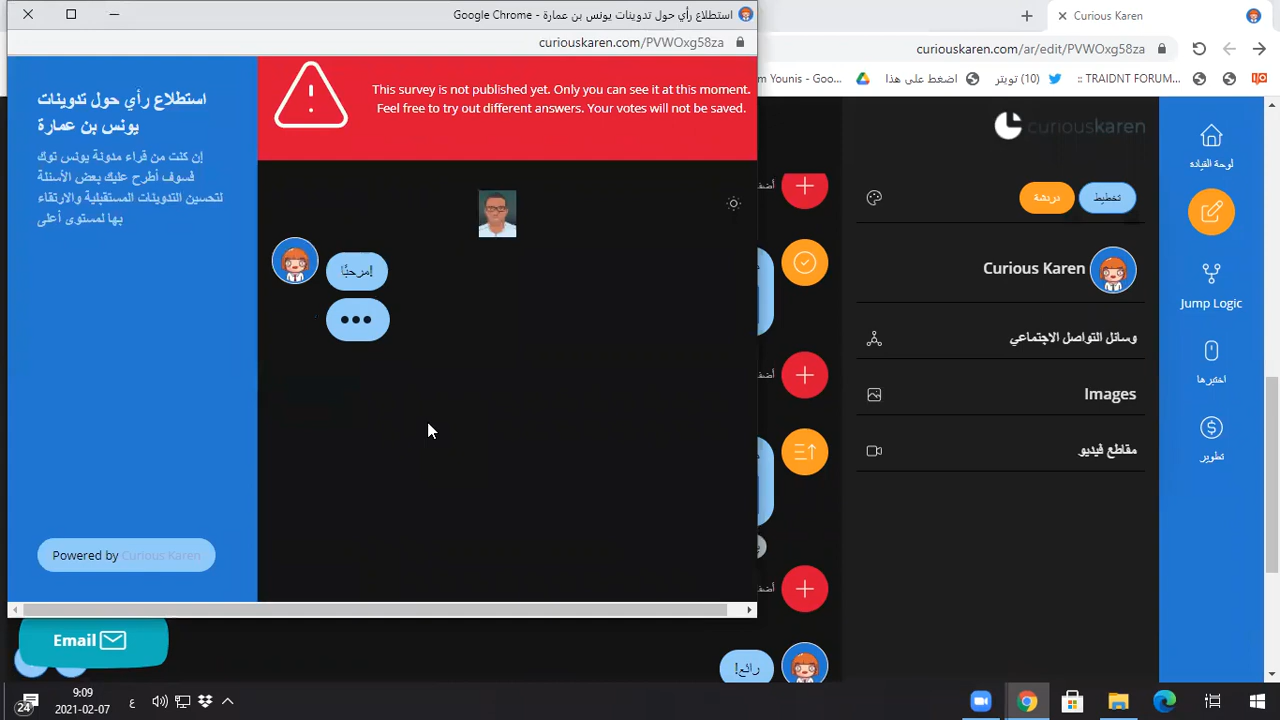 استطلاع رأي حول تدوينات يونس بن عمارة - Google Chrome
curiouskaren.com/PVWOxg58za
Curious Karen
curiouskaren.com/ar/edit/PVWOxg58za
m Younis - Goo...
اضغط على هذا
(10) تويتر
:: TRAIDNT FORUM...
استطلاع رأي حول تدوينات
يونس بن عمارة
إن كنت من قراء مدونة يونس توك
فسوف أطرح عليك بعض الأسئلة
لتحسين التدوينات المستقبلية والارتقاء
بها لمستوى أعلى
This survey is not published yet. Only you can see it at this moment.
Feel free to try out different answers. Your votes will not be saved.
!مرحبًا
Powered by Curious Karen
Email
رائع!
curiouskaren
دردشة
تخطيط
Curious Karen
وسائل التواصل الاجتماعي
Images
مقاطع فيديو
لوحة القيادة
Jump Logic
اختبرها
تطوير
24
9:09
2021-02-07
ع